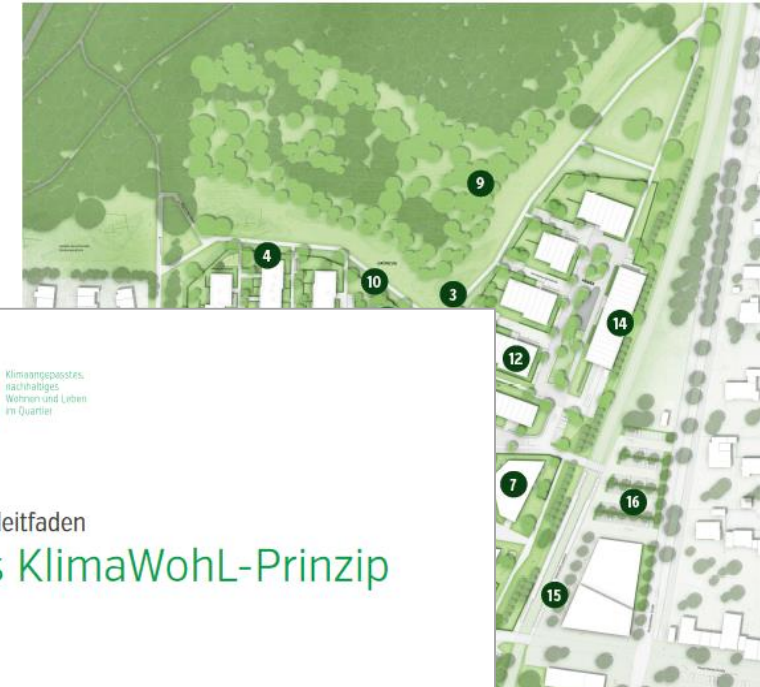 9
4
10
3
14
12
7
16
15
Klimaangepasstes,
nachhaltiges
Wohnen und Leben
im Quartier
leitfaden
s KlimaWohL-Prinzip